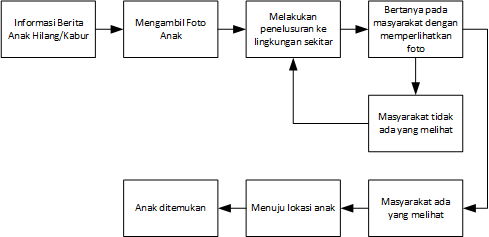 Informasi Berita
Anak Hilang/Kabur
Mengambil Foto
Anak
Melakukan
penelusuran ke
lingkungan sekitar
Bertanya pada
masyarakat dengan
memperlihatkan
foto
Masyarakat tidak
ada yang melihat
Masyarakat ada
yang melihat
Menuju lokasi anak
Anak ditemukan